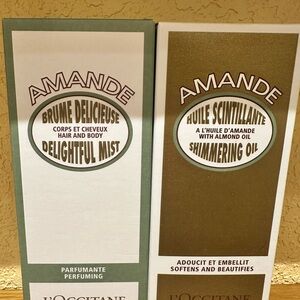 AMANDE
BRUME DÉLICIEUSE
CORPS ET CHEVEUX
HAIR AND BODY
DELIGHTFUL MIST
PARFUMANTE
PERFUMING
L'OCCITANE
AMANDE
HUILE SCINTILLANTE
A L'HUILE D'AMANDE
WITH ALMOND OIL
SHIMMERING OIL
ADOUCIT ET EMBELLIT
SOFTENS AND BEAUTIFIES
L'OCCITANE